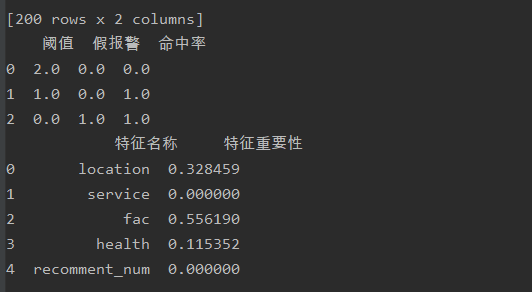 [200 rows x 2 columns]
阈值 假报警 命中率
0 2.0 0.0 0.0
1 1.0 0.0 1.0
2 0.0 1.0 1.0
特征名称 特征重要性
0 location 0.328459
1 service 0.000000
2 fac 0.556190
3 health 0.115352
4 recomment_num 0.000000